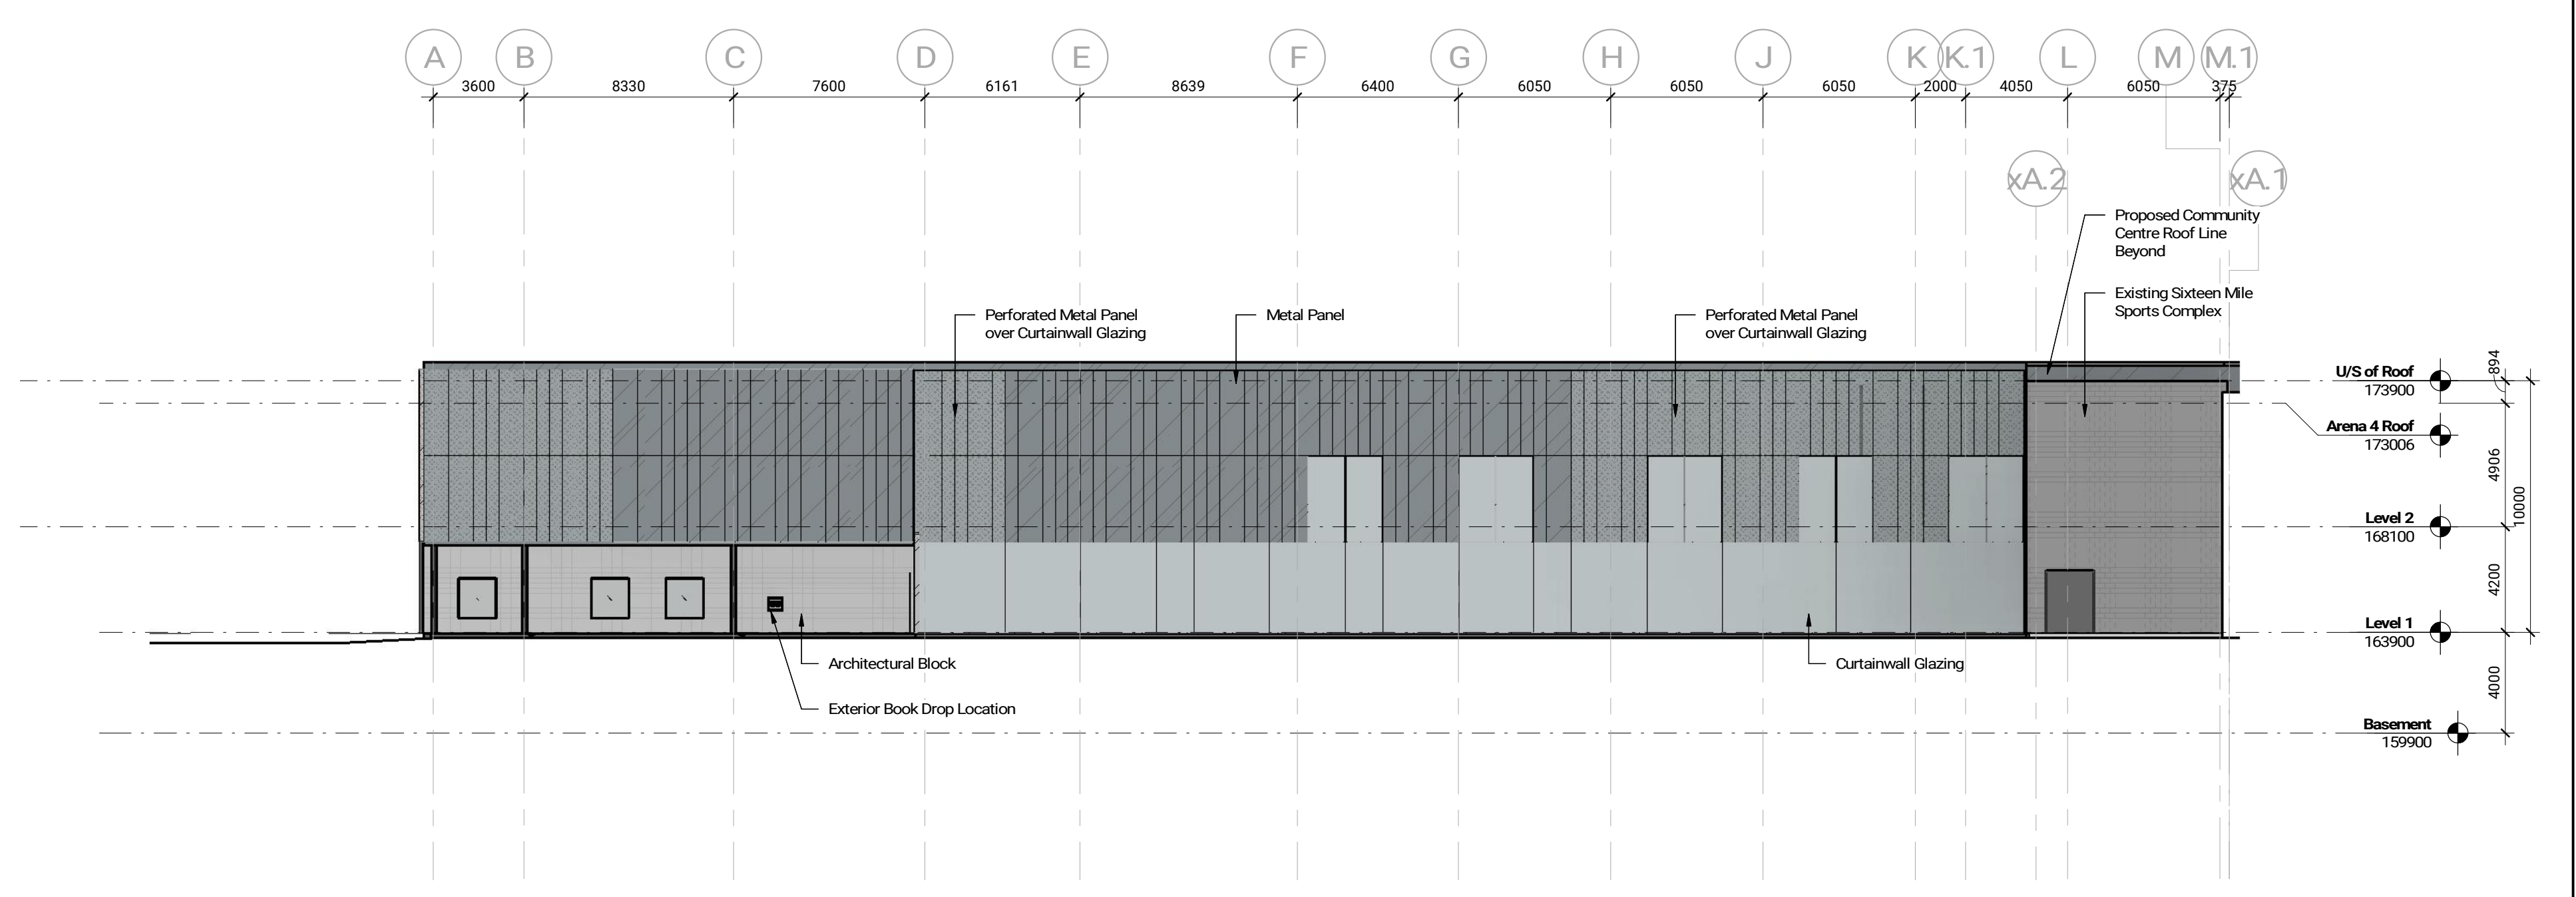 A B C D E F G H J K K.1 L M M.1
3600 8330 7600 6161 8639 6400 6050 6050 6050 2000 4050 6050 375
xA.2 xA.1
Proposed Community
Centre Roof Line
Beyond
Existing Sixteen Mile
Sports Complex
Perforated Metal Panel
over Curtainwall Glazing
Metal Panel
Perforated Metal Panel
over Curtainwall Glazing
U/S of Roof
173900
894
Arena 4 Roof
173006
4906
10000
Level 2
168100
4200
Level 1
163900
Architectural Block
Curtainwall Glazing
4000
Exterior Book Drop Location
Basement
159900